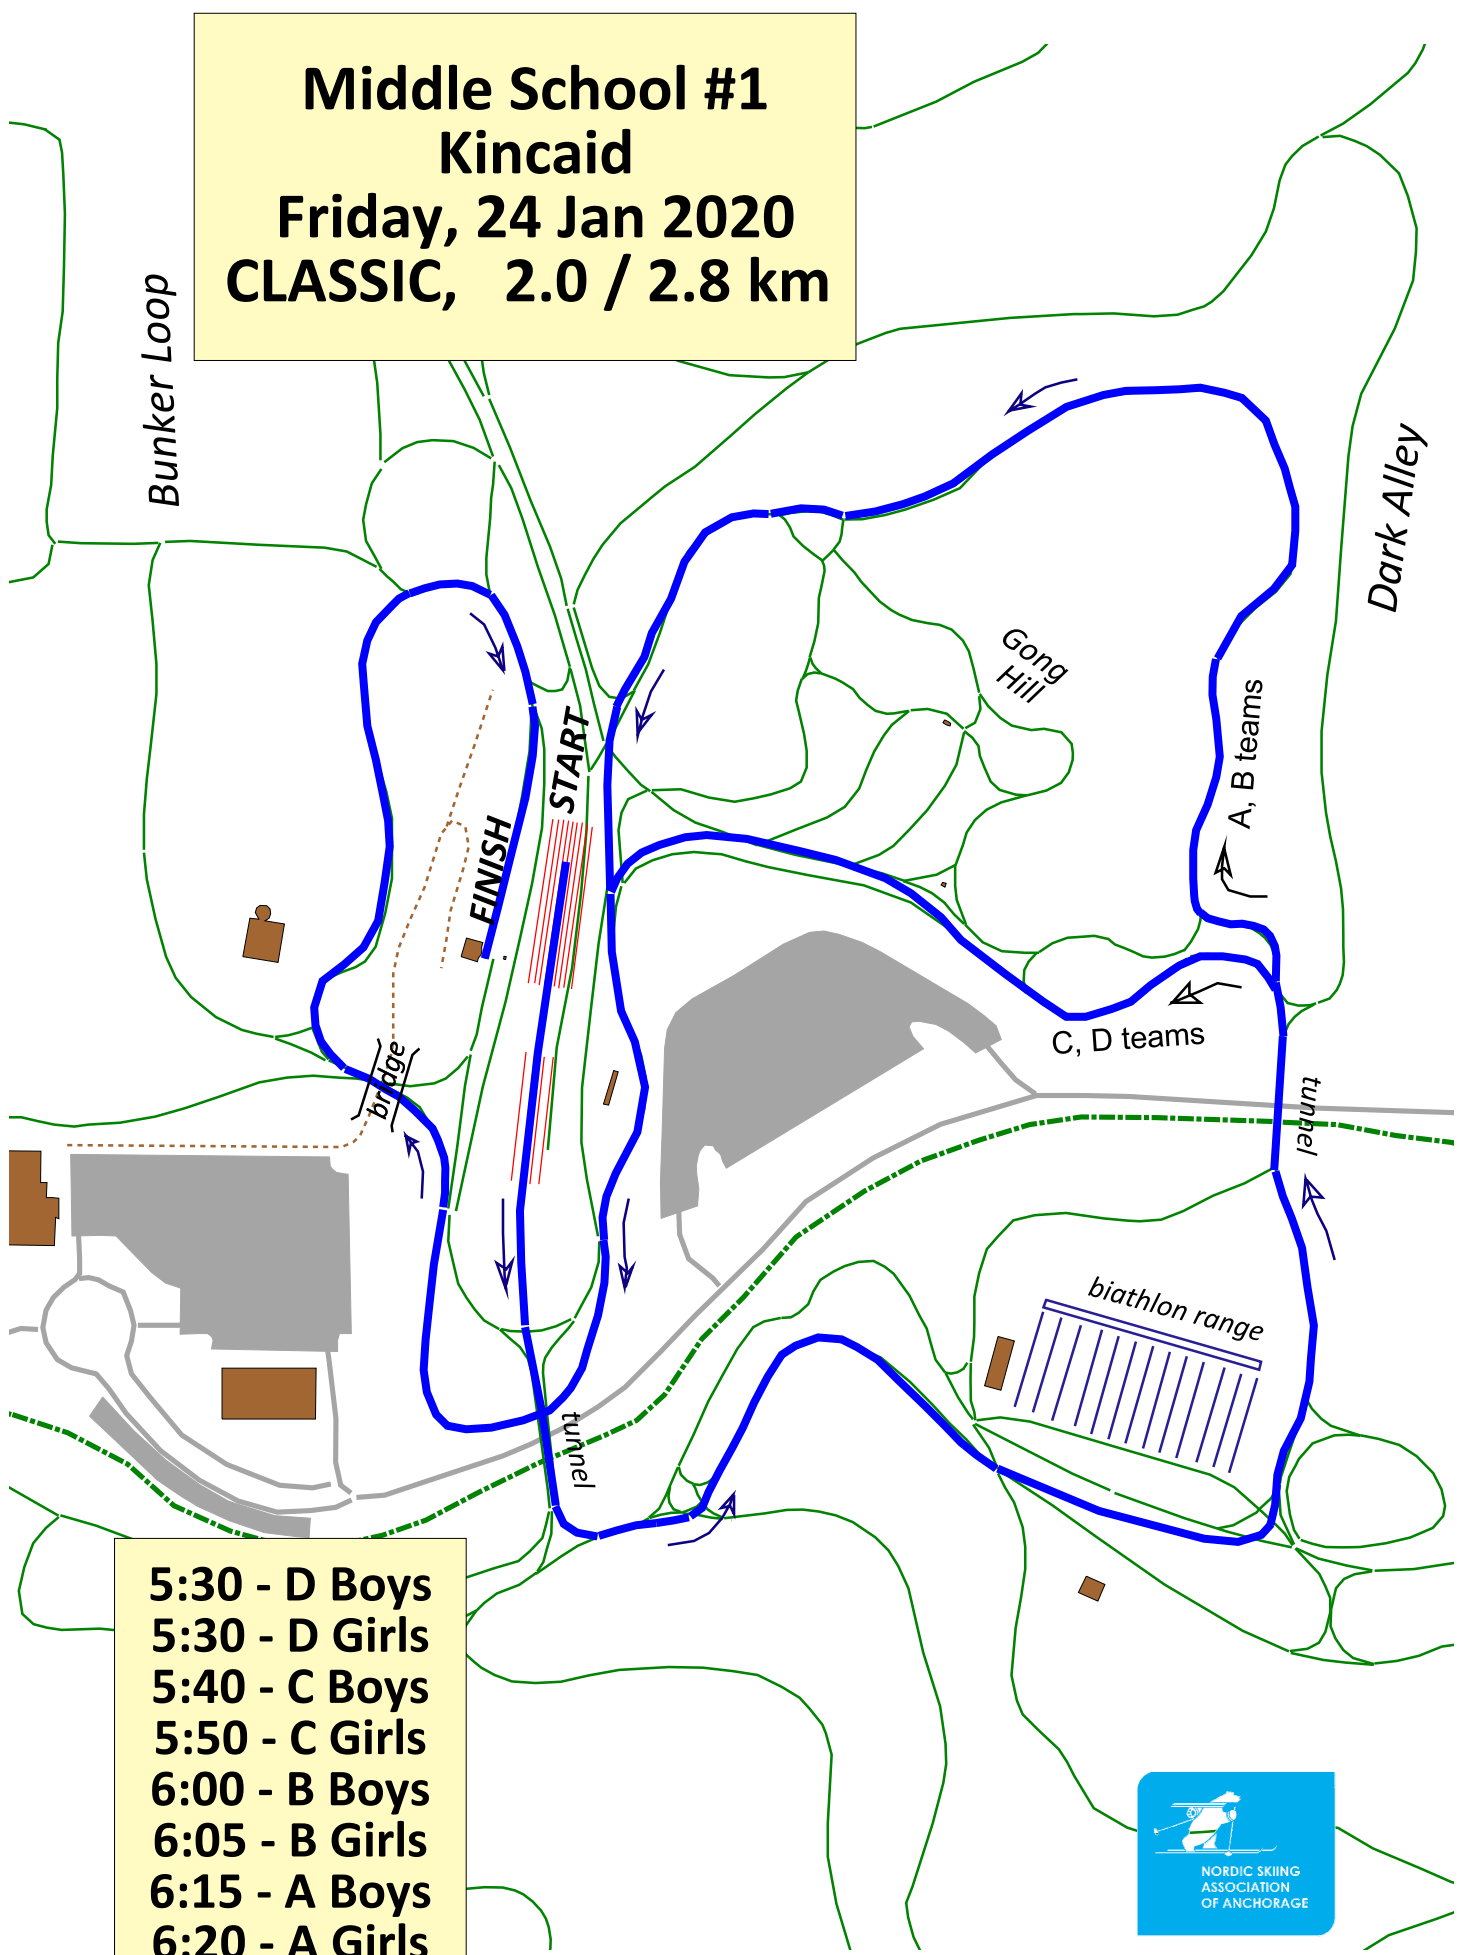 Middle School #1
Kincaid
Friday, 24 Jan 2020
CLASSIC, 2.0 / 2.8 km
Bunker Loop
Dark Alley
Gong
Hill
A, B teams
START
FINISH
C, D teams
bridge
tunnel
biathlon range
tunnel
5:30 - D Boys
5:30 - D Girls
5:40 - C Boys
5:50 - C Girls
6:00 - B Boys
6:05 - B Girls
6:15 - A Boys
6:20 - A Girls
NORDIC SKIING
ASSOCIATION
OF ANCHORAGE